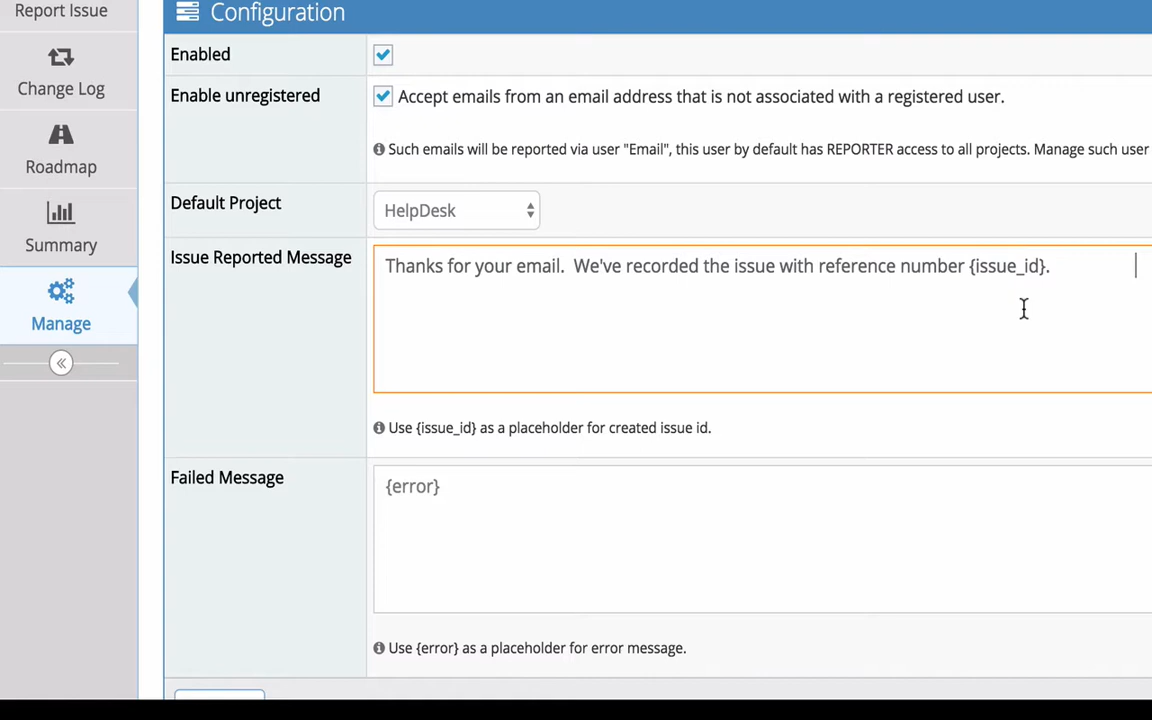 Report Issue
Configuration
Enabled
Change Log
Enable unregistered
Accept emails from an email address that is not associated with a registered user.
Such emails will be reported via user "Email", this user by default has REPORTER access to all projects. Manage such user
Roadmap
Default Project
HelpDesk
Summary
Issue Reported Message
Thanks for your email.  We've recorded the issue with reference number {issue_id}.
Manage
Use {issue_id} as a placeholder for created issue id.
Failed Message
{error}
Use {error} as a placeholder for error message.